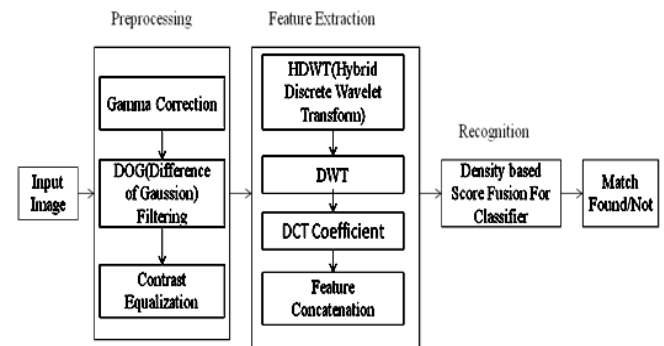 Preprocessing
Feature Extraction
Gamma Correction
DOG(Difference
of Gaussion)
Filtering
Contrast
Equalization
HDWT(Hybrid
Discrete Wavelet
Transform)
DWT
DCT Coefficient
Feature
Concatenation
Recognition
Input
Image
Density based
Score Fusion For
Classifier
Match
Found/Not